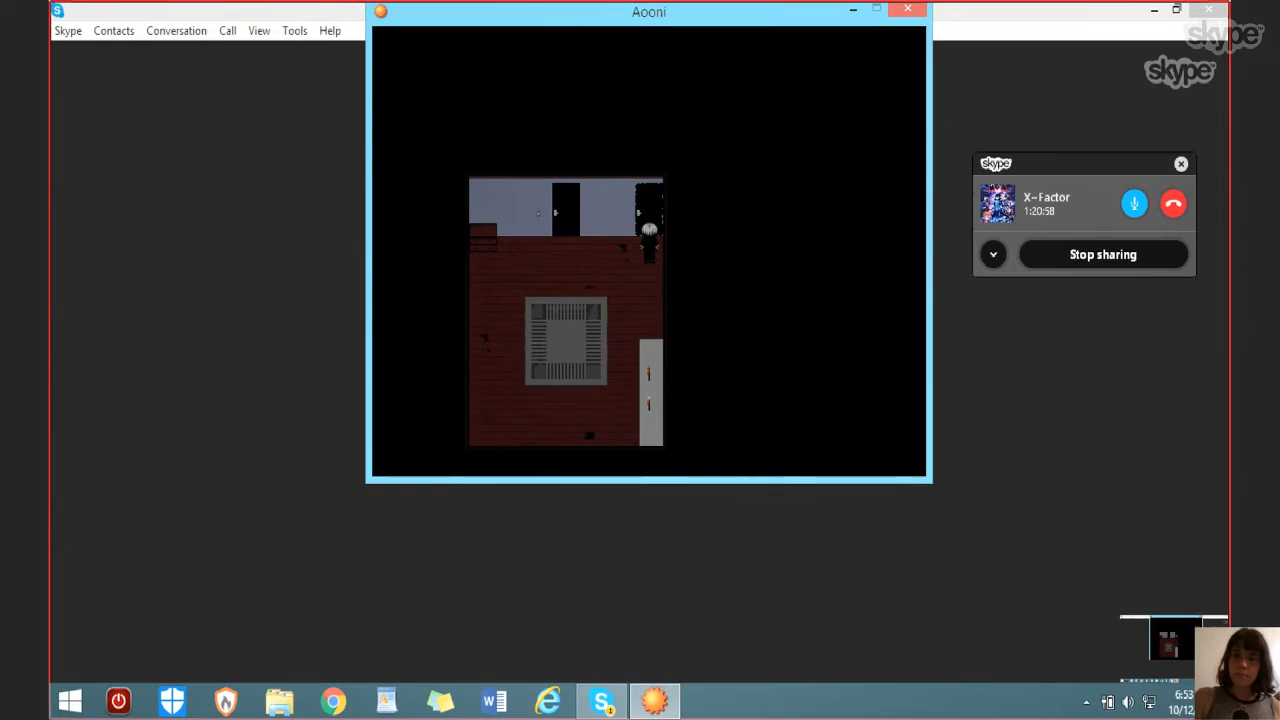 Aooni
Skype Contacts Conversation Call View Tools Help
skype
skype
skype
X~Factor
1:20:58
Stop sharing
6:53
10/12,